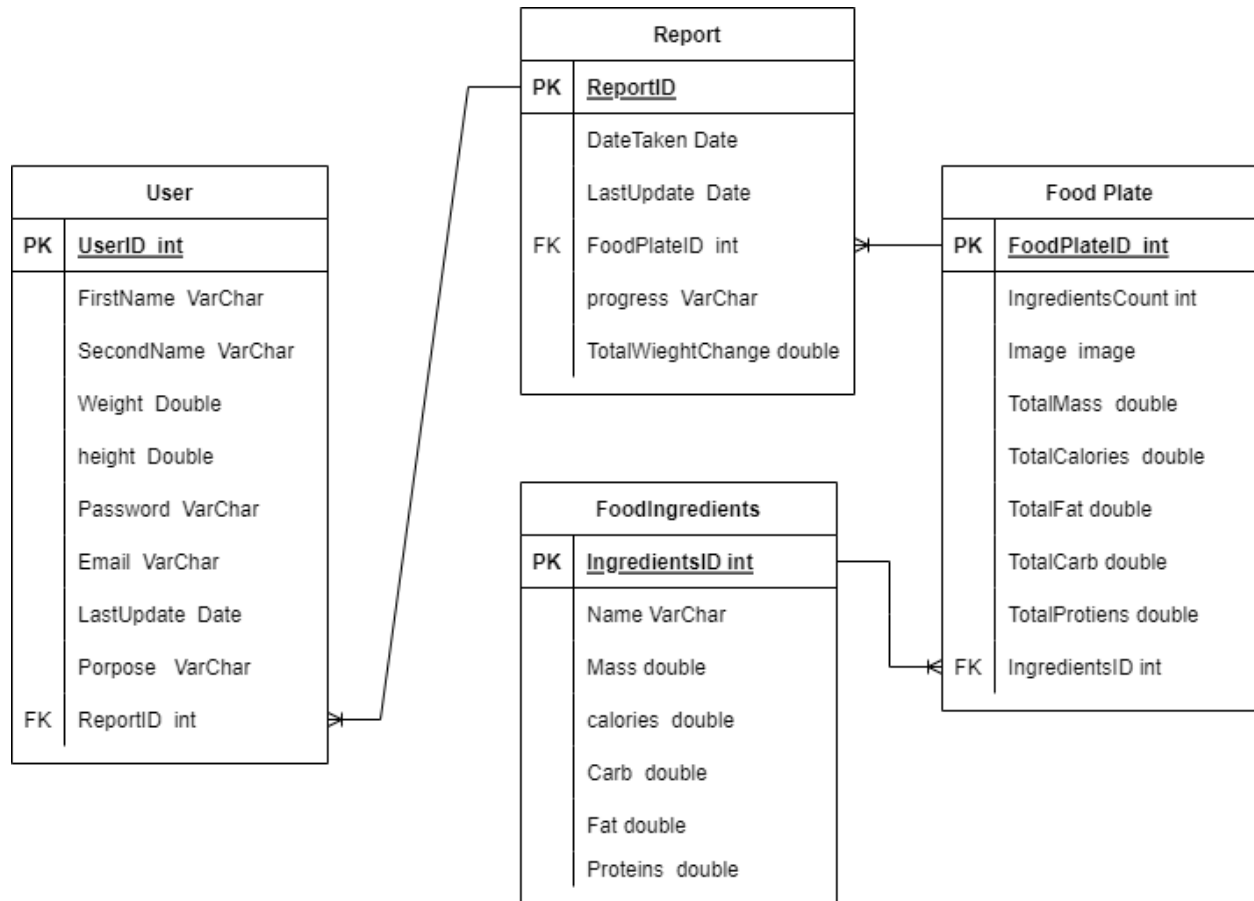 Report
PK ReportID
DateTaken Date
LastUpdate Date
FK FoodPlateID int
progress VarChar
TotalWieghtChange double
User
PK UserID int
FirstName VarChar
SecondName VarChar
Weight Double
height Double
Password VarChar
Email VarChar
LastUpdate Date
Porpose VarChar
FK ReportID int
Food Plate
PK FoodPlateID int
IngredientsCount int
Image image
TotalMass double
TotalCalories double
TotalFat double
TotalCarb double
TotalProtiens double
FK IngredientsID int
FoodIngredients
PK IngredientsID int
Name VarChar
Mass double
calories double
Carb double
Fat double
Proteins double